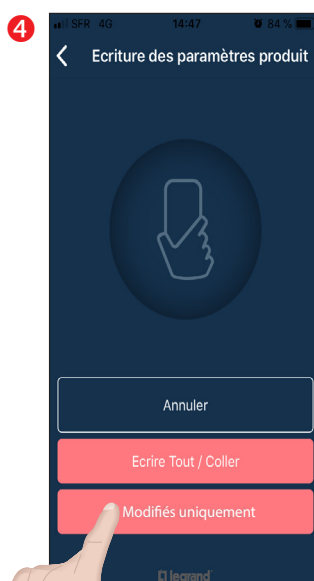 4
SFR 4G 14:47 84 %
Ecriture des paramètres produit
Annuler
Ecrire Tout / Coller
Modifiés uniquement
legrand